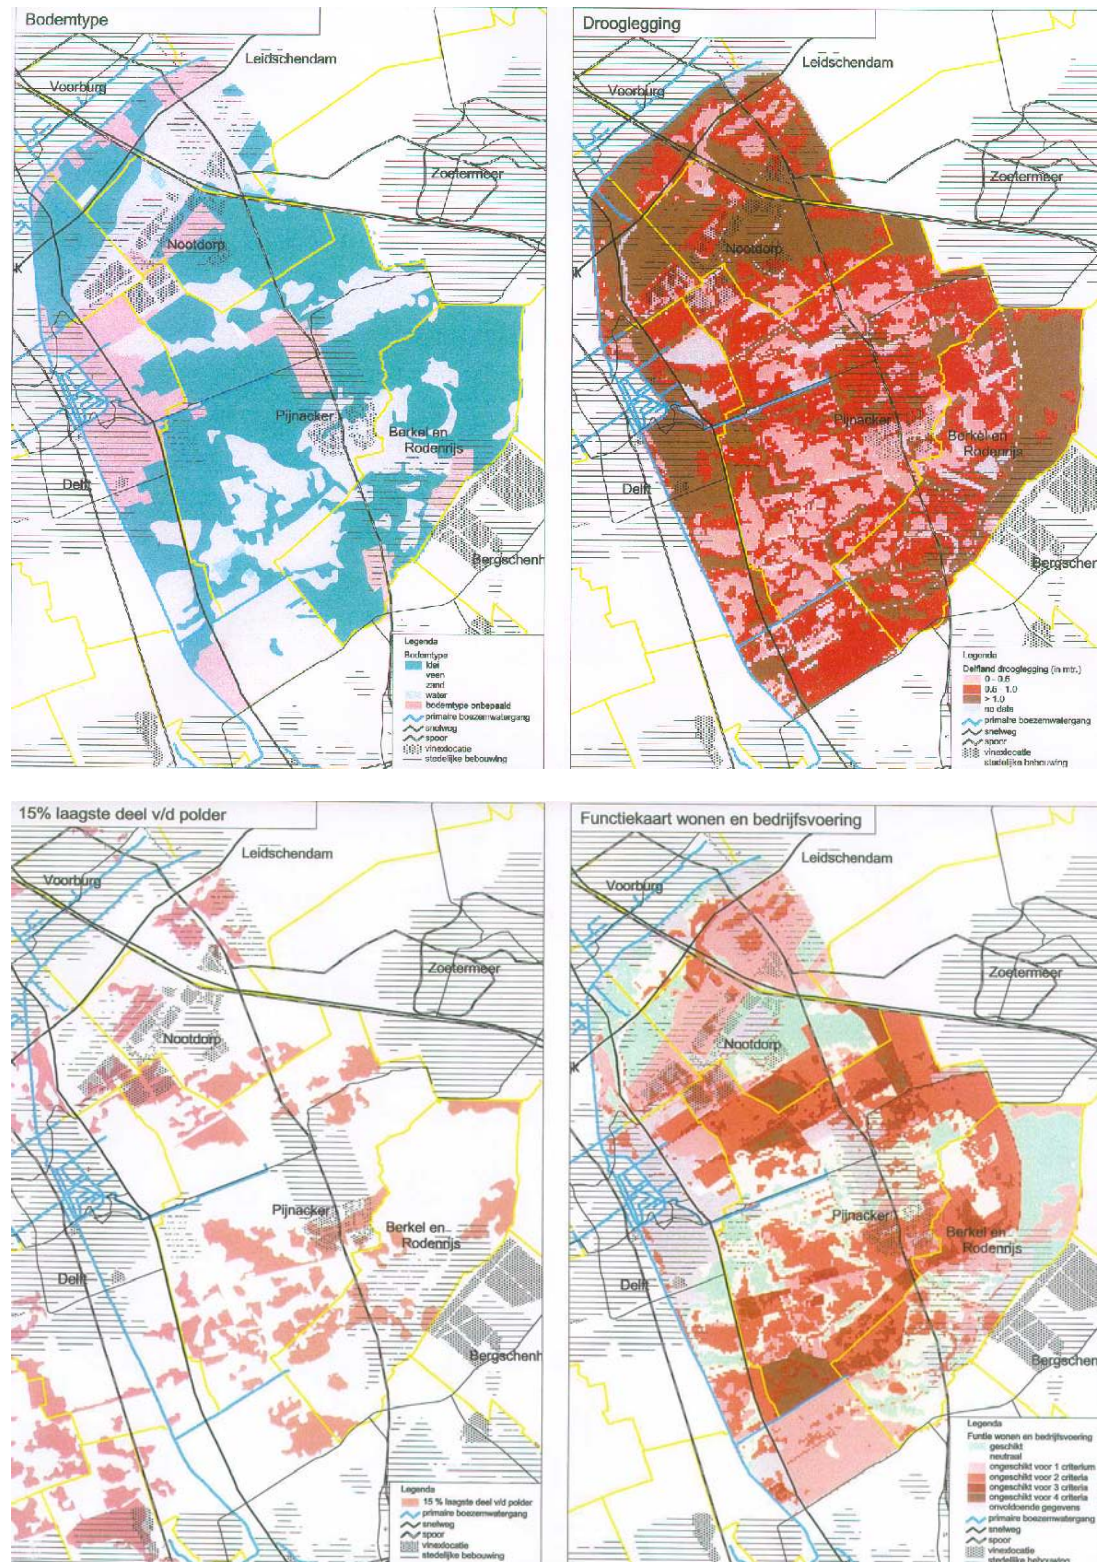 Bodemtype
Leidschendam
Voorburg
Zoetermeer
Nootdorp
Pijnacker
Berkel en
Rodenrijs
Delft
Bergschenh
Legenda
Bodemtype
klei
veen
zand
water
bodemtype onbepaald
primaire boezemwatergang
snelweg
spoor
vinexlocatie
stedelijke bebouwing
Drooglegging
Leidschendam
Voorburg
Zoetermeer
Nootdorp
k
Pijnacker
Berkel en
Rodenrijs
Delft
Bergschenh
Legenda
Delfland drooglegging (in mtr.)
0 - 0.5
> 1.0
no data
primaire boezemwatergang
snelweg
spoor
vinexlocatie
stedelijke bebouwing
15% laagste deel v/d polder
Leidschendam
Voorburg
Zoetermeer
Nootdorp
k
Pijnacker
Berkel en
Rodenrijs
Delft
Bergschenh
Legenda
15 % laagste deel v/d polder
primaire boezemwatergang
snelweg
spoor
vinexlocatie
stedelijke bebouwing
Functiekaart wonen en bedrijfsvoering
Leidschendam
Voorburg
Zoetermeer
Nootdorp
k
Pijnacker
Berkel en
Rodenrijs
Delft
Bergschenh
Legenda
Funtie wonen en bedrijfsvoering
geschikt
neutraal
ongeschikt voor 1 criterium
ongeschikt voor 2 criteria
ongeschikt voor 3 criteria
ongeschikt voor 4 criteria
onvoldoende gegevens
primaire boezemwatergang
snelweg
spoor
vinexlocatie
stedelijke bebouwing